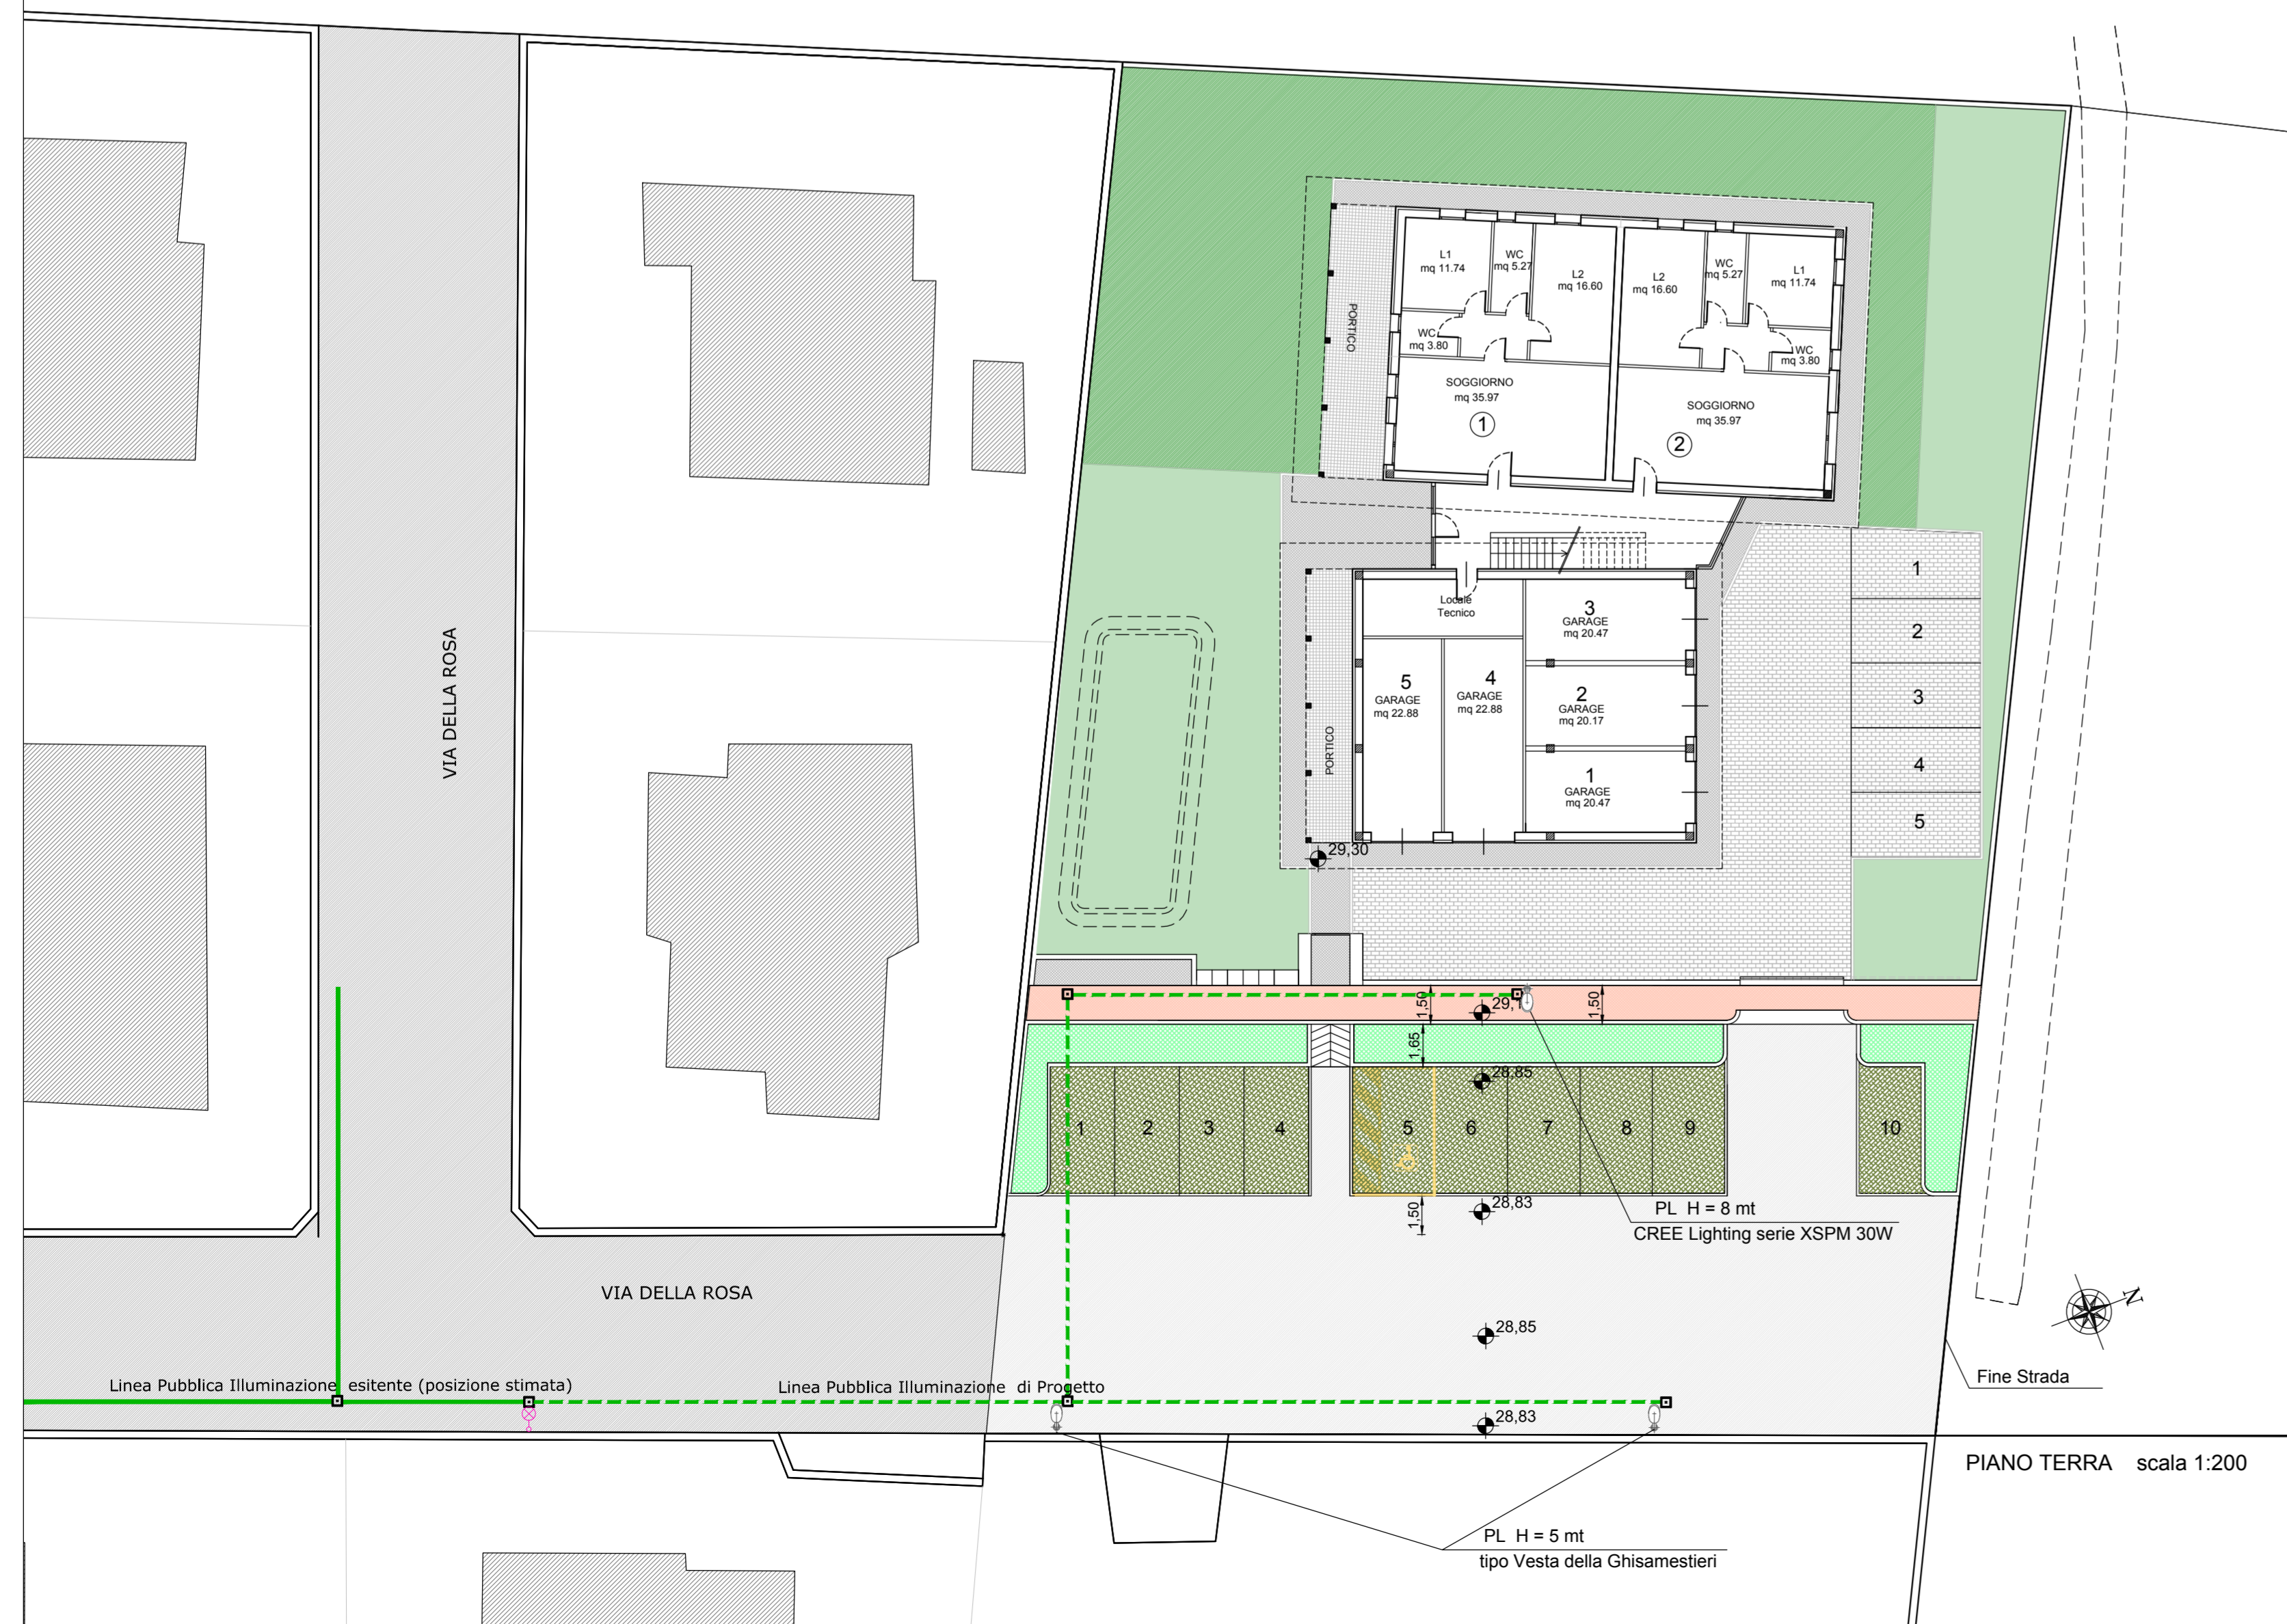 L1
mq 11.74
WC
mq 5.27
L2
mq 16.60
L2
mq 16.60
WC
mq 5.27
L1
mq 11.74
PORTICO
WC
mq 3.80
WC
mq 3.80
SOGGIORNO
mq 35.97
1
SOGGIORNO
mq 35.97
2
Locale
Tecnico
3
GARAGE
mq 20.47
5
GARAGE
mq 22.88
4
GARAGE
mq 22.88
2
GARAGE
mq 20.17
1
GARAGE
mq 20.47
PORTICO
1
2
3
4
5
VIA DELLA ROSA
29,30
1,50
1,50
1,65
28,85
1
2
3
4
5
6
7
8
9
10
1,50
28,83
PL H = 8 mt
CREE Lighting serie XSPM 30W
VIA DELLA ROSA
28,85
N
Fine Strada
Linea Pubblica Illuminazione esitente (posizione stimata)
Linea Pubblica Illuminazione di Progetto
28,83
PIANO TERRA scala 1:200
PL H = 5 mt
tipo Vesta della Ghisamestieri